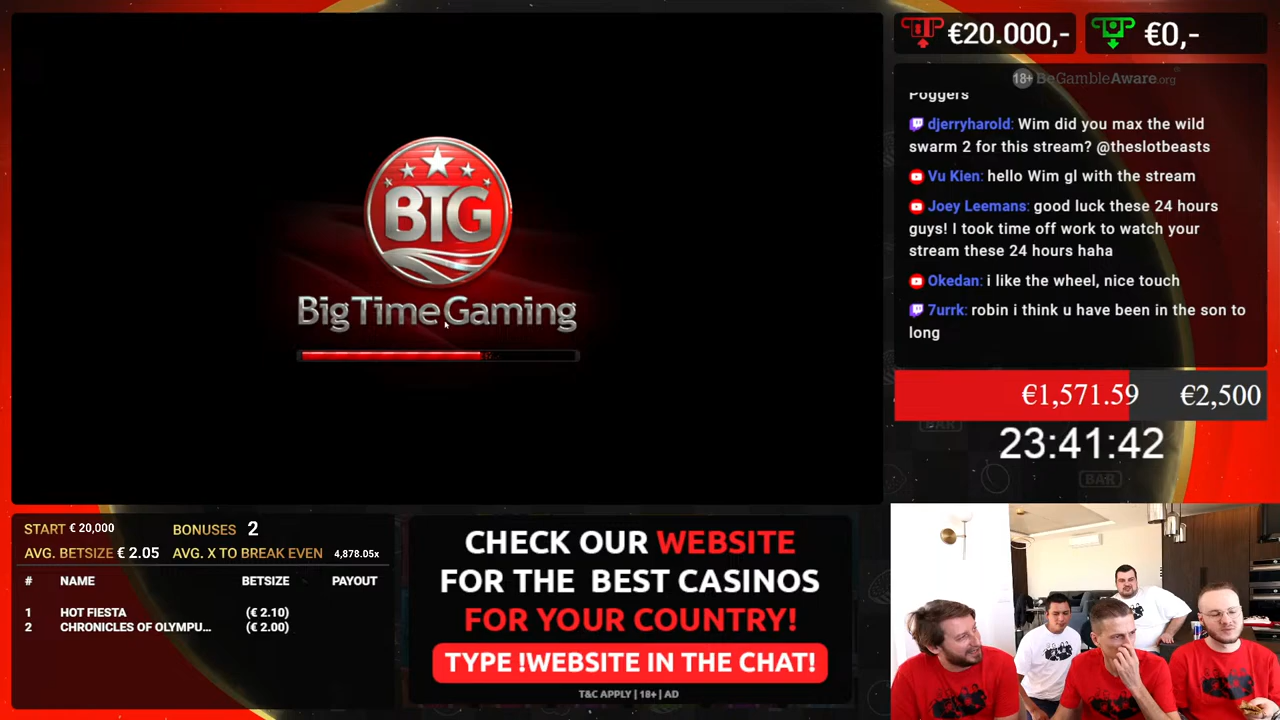 BTG
BigTimeGaming
€20.000,-
€0,-
18+ BeGambleAware.org
Poggers
djerryharold: Wim did you max the wild
swarm 2 for this stream? @theslotbeasts
Vu Kien: hello Wim gl with the stream
Joey Leemans: good luck these 24 hours
guys! I took time off work to watch your
stream these 24 hours haha
Okedan: i like the wheel, nice touch
7urrk: robin i think u have been in the son to
long
€1,571.59 €2,500
BAR
23:41:42
BAR
START € 20,000 BONUSES 2
AVG. BETSIZE € 2.05 AVG. X TO BREAK EVEN 4,878.05x
# NAME BETSIZE PAYOUT
1 HOT FIESTA (€ 2.10)
2 CHRONICLES OF OLYMPU... (€ 2.00)
CHECK OUR WEBSITE
FOR THE BEST CASINOS
FOR YOUR COUNTRY!
TYPE !WEBSITE IN THE CHAT!
T&C APPLY | 18+ | AD